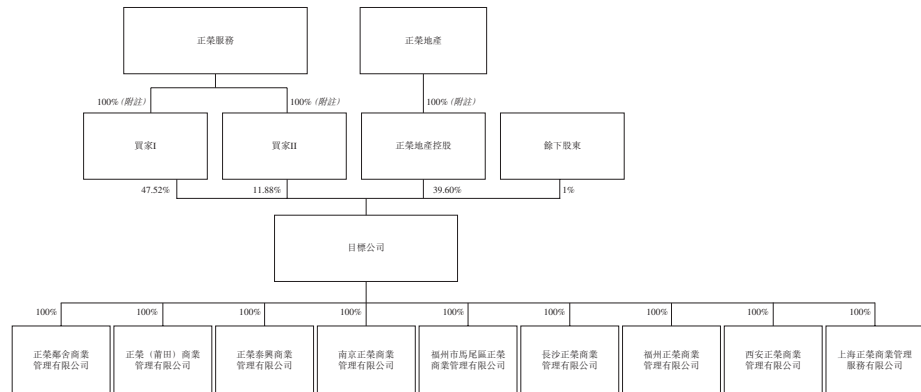 正榮服務
正榮地產
100% (附註)
100% (附註)
100% (附註)
買家I
買家II
正榮地產控股
餘下股東
47.52%
11.88%
39.60%
1%
目標公司
100%
100%
100%
100%
100%
100%
100%
100%
100%
正榮鄰舍商業
管理有限公司
正榮（莆田）商業
管理有限公司
正榮泰興商業
管理有限公司
南京正榮商業
管理有限公司
福州市馬尾區正榮
商業管理有限公司
長沙正榮商業
管理有限公司
福州正榮商業
管理有限公司
西安正榮商業
管理有限公司
上海正榮商業管理
服務有限公司